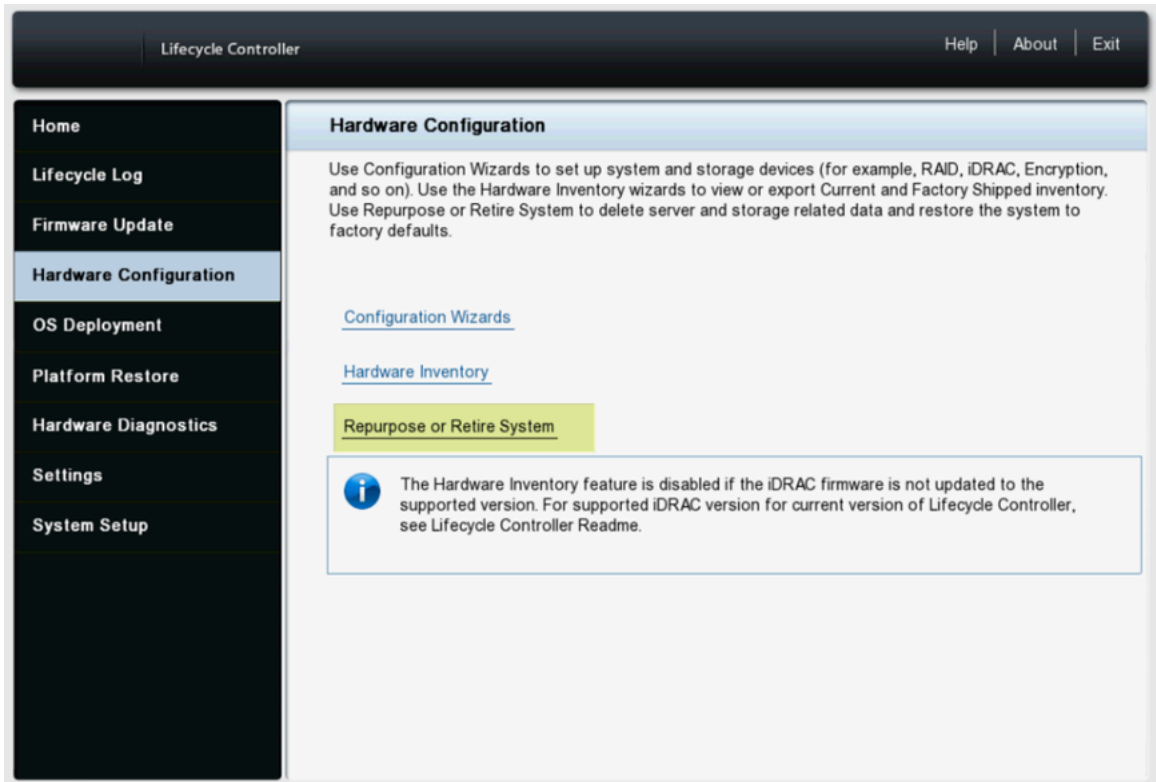 Lifecycle Controller
Help | About | Exit
Home
Lifecycle Log
Firmware Update
Hardware Configuration
OS Deployment
Platform Restore
Hardware Diagnostics
Settings
System Setup
Hardware Configuration
Use Configuration Wizards to set up system and storage devices (for example, RAID, iDRAC, Encryption,
and so on). Use the Hardware Inventory wizards to view or export Current and Factory Shipped inventory.
Use Repurpose or Retire System to delete server and storage related data and restore the system to
factory defaults.
Configuration Wizards
Hardware Inventory
Repurpose or Retire System
The Hardware Inventory feature is disabled if the iDRAC firmware is not updated to the
supported version. For supported iDRAC version for current version of Lifecycle Controller,
see Lifecycle Controller Readme.